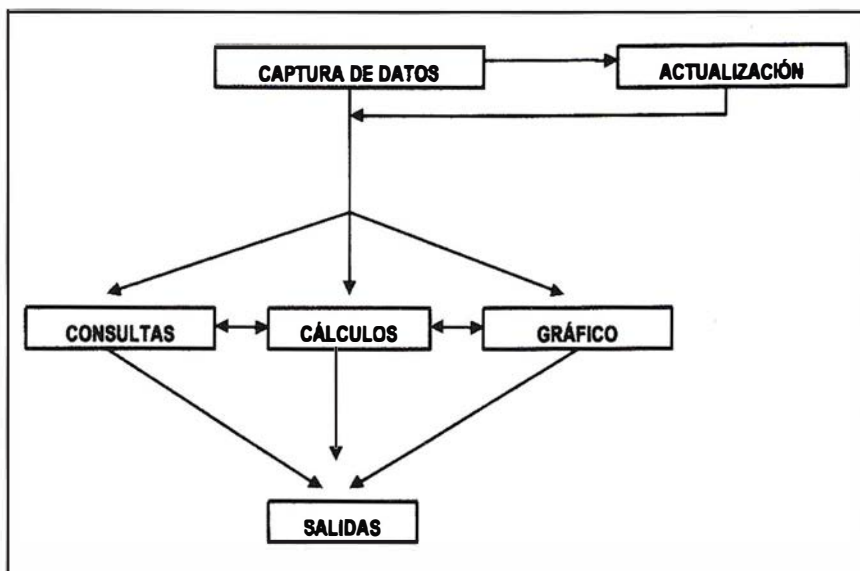 CAPTURA DE DATOS
ACTUALIZACIÓN
CONSULTAS
CÁLCULOS
GRÁFICO
SALIDAS